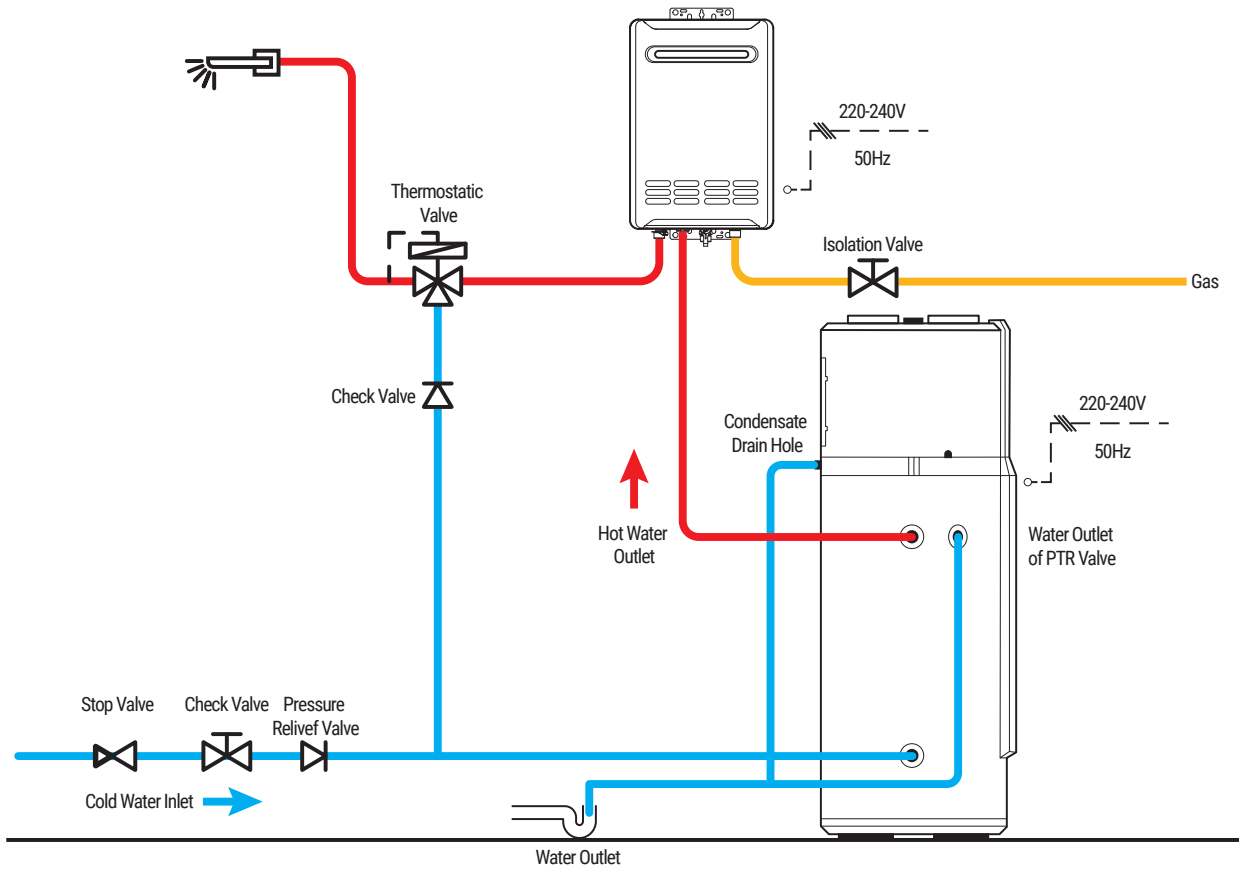 220-240V
50Hz
Thermostatic
Valve
Isolation Valve
Gas
Check Valve
Condensate
Drain Hole
220-240V
50Hz
Hot Water
Outlet
Water Outlet
of PTR Valve
Stop Valve
Check Valve
Pressure
Relivef Valve
Cold Water Inlet
Water Outlet